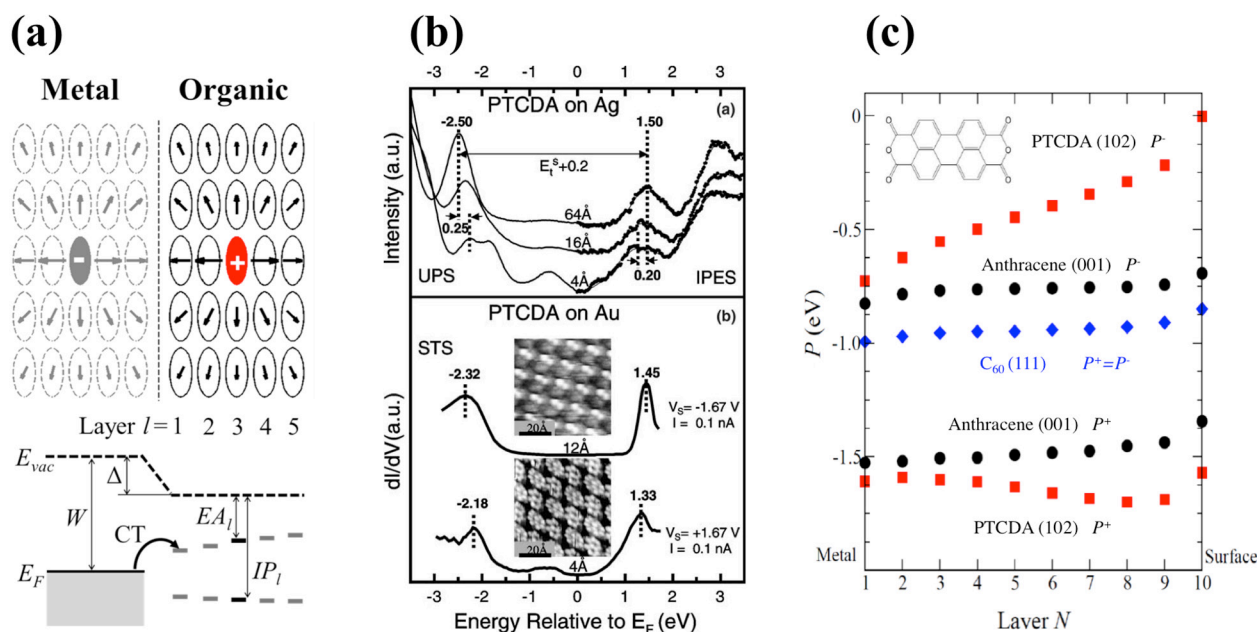 (a)
Metal Organic
−
+
Layer l = 1 2 3 4 5
E_vac
Δ
W
CT
EA_l
E_F
IP_l
(b)
-3 -2 -1 0 1 2 3
PTCDA on Ag
(a)
-2.50
1.50
E_t^s+0.2
Intensity (a.u.)
64Å
0.25
16Å
0.20
4Å
UPS
IPES
PTCDA on Au
(b)
STS
-2.32
1.45
V_S= -1.67 V
I = 0.1 nA
20Å
12Å
dI/dV(a.u.)
-2.18
1.33
V_S= +1.67 V
I = 0.1 nA
20Å
4Å
-3 -2 -1 0 1 2 3
Energy Relative to E_F (eV)
(c)
0
O O
O O
O O
PTCDA (102) P-
-0.5
Anthracene (001) P-
P (eV)
-1.0
C60 (111) P+=P-
Anthracene (001) P+
-1.5
PTCDA (102) P+
Metal
Surface
1 2 3 4 5 6 7 8 9 10
Layer N